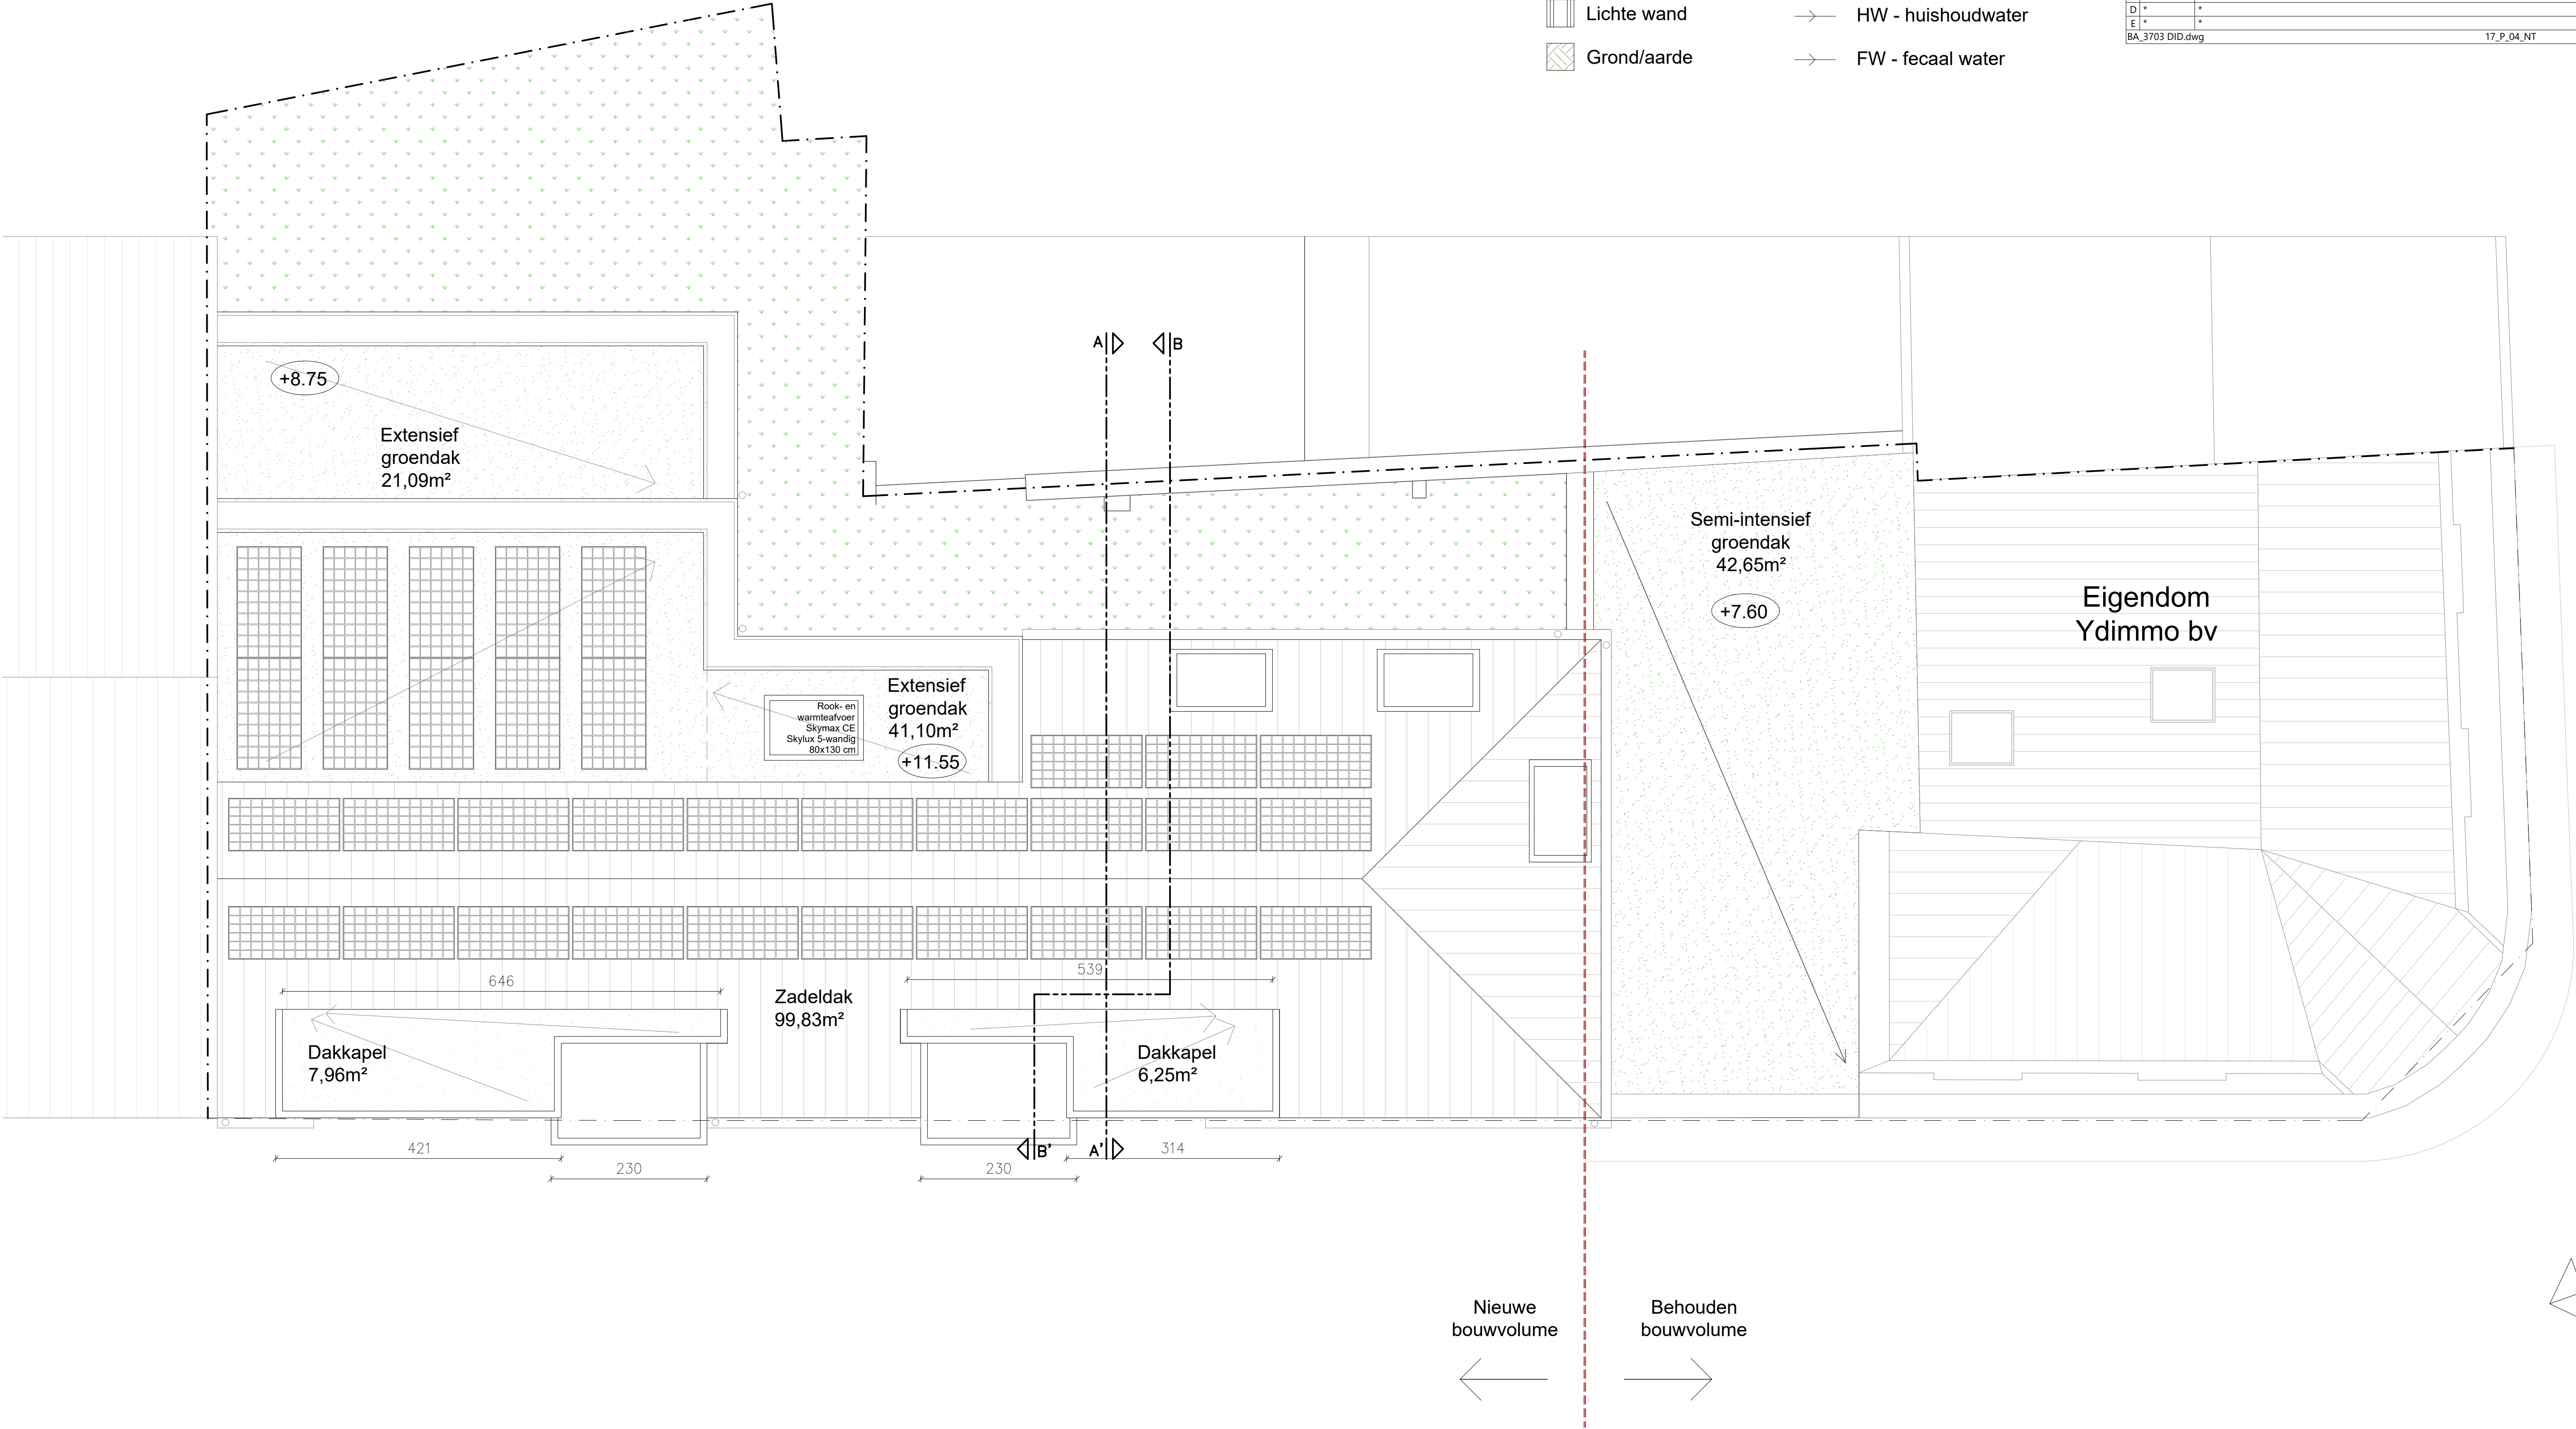 Lichte wand
HW - huishoudwater
Grond/aarde
FW - fecaal water
D * *
E * *
BA_3703 DID.dwg 17_P_04_NT
A B
+8.75
Extensief
groendak
21,09m²
Semi-intensief
groendak
42,65m²
+7.60
Eigendom
Ydimmo bv
Rook- en
warmteafvoer
Skymax CE
Skylux 5-wandig
80x130 cm
Extensief
groendak
41,10m²
+11.55
646
539
Zadeldak
99,83m²
Dakkapel
7,96m²
Dakkapel
6,25m²
B' A'
421
230
230
314
Nieuwe
bouwvolume
Behouden
bouwvolume